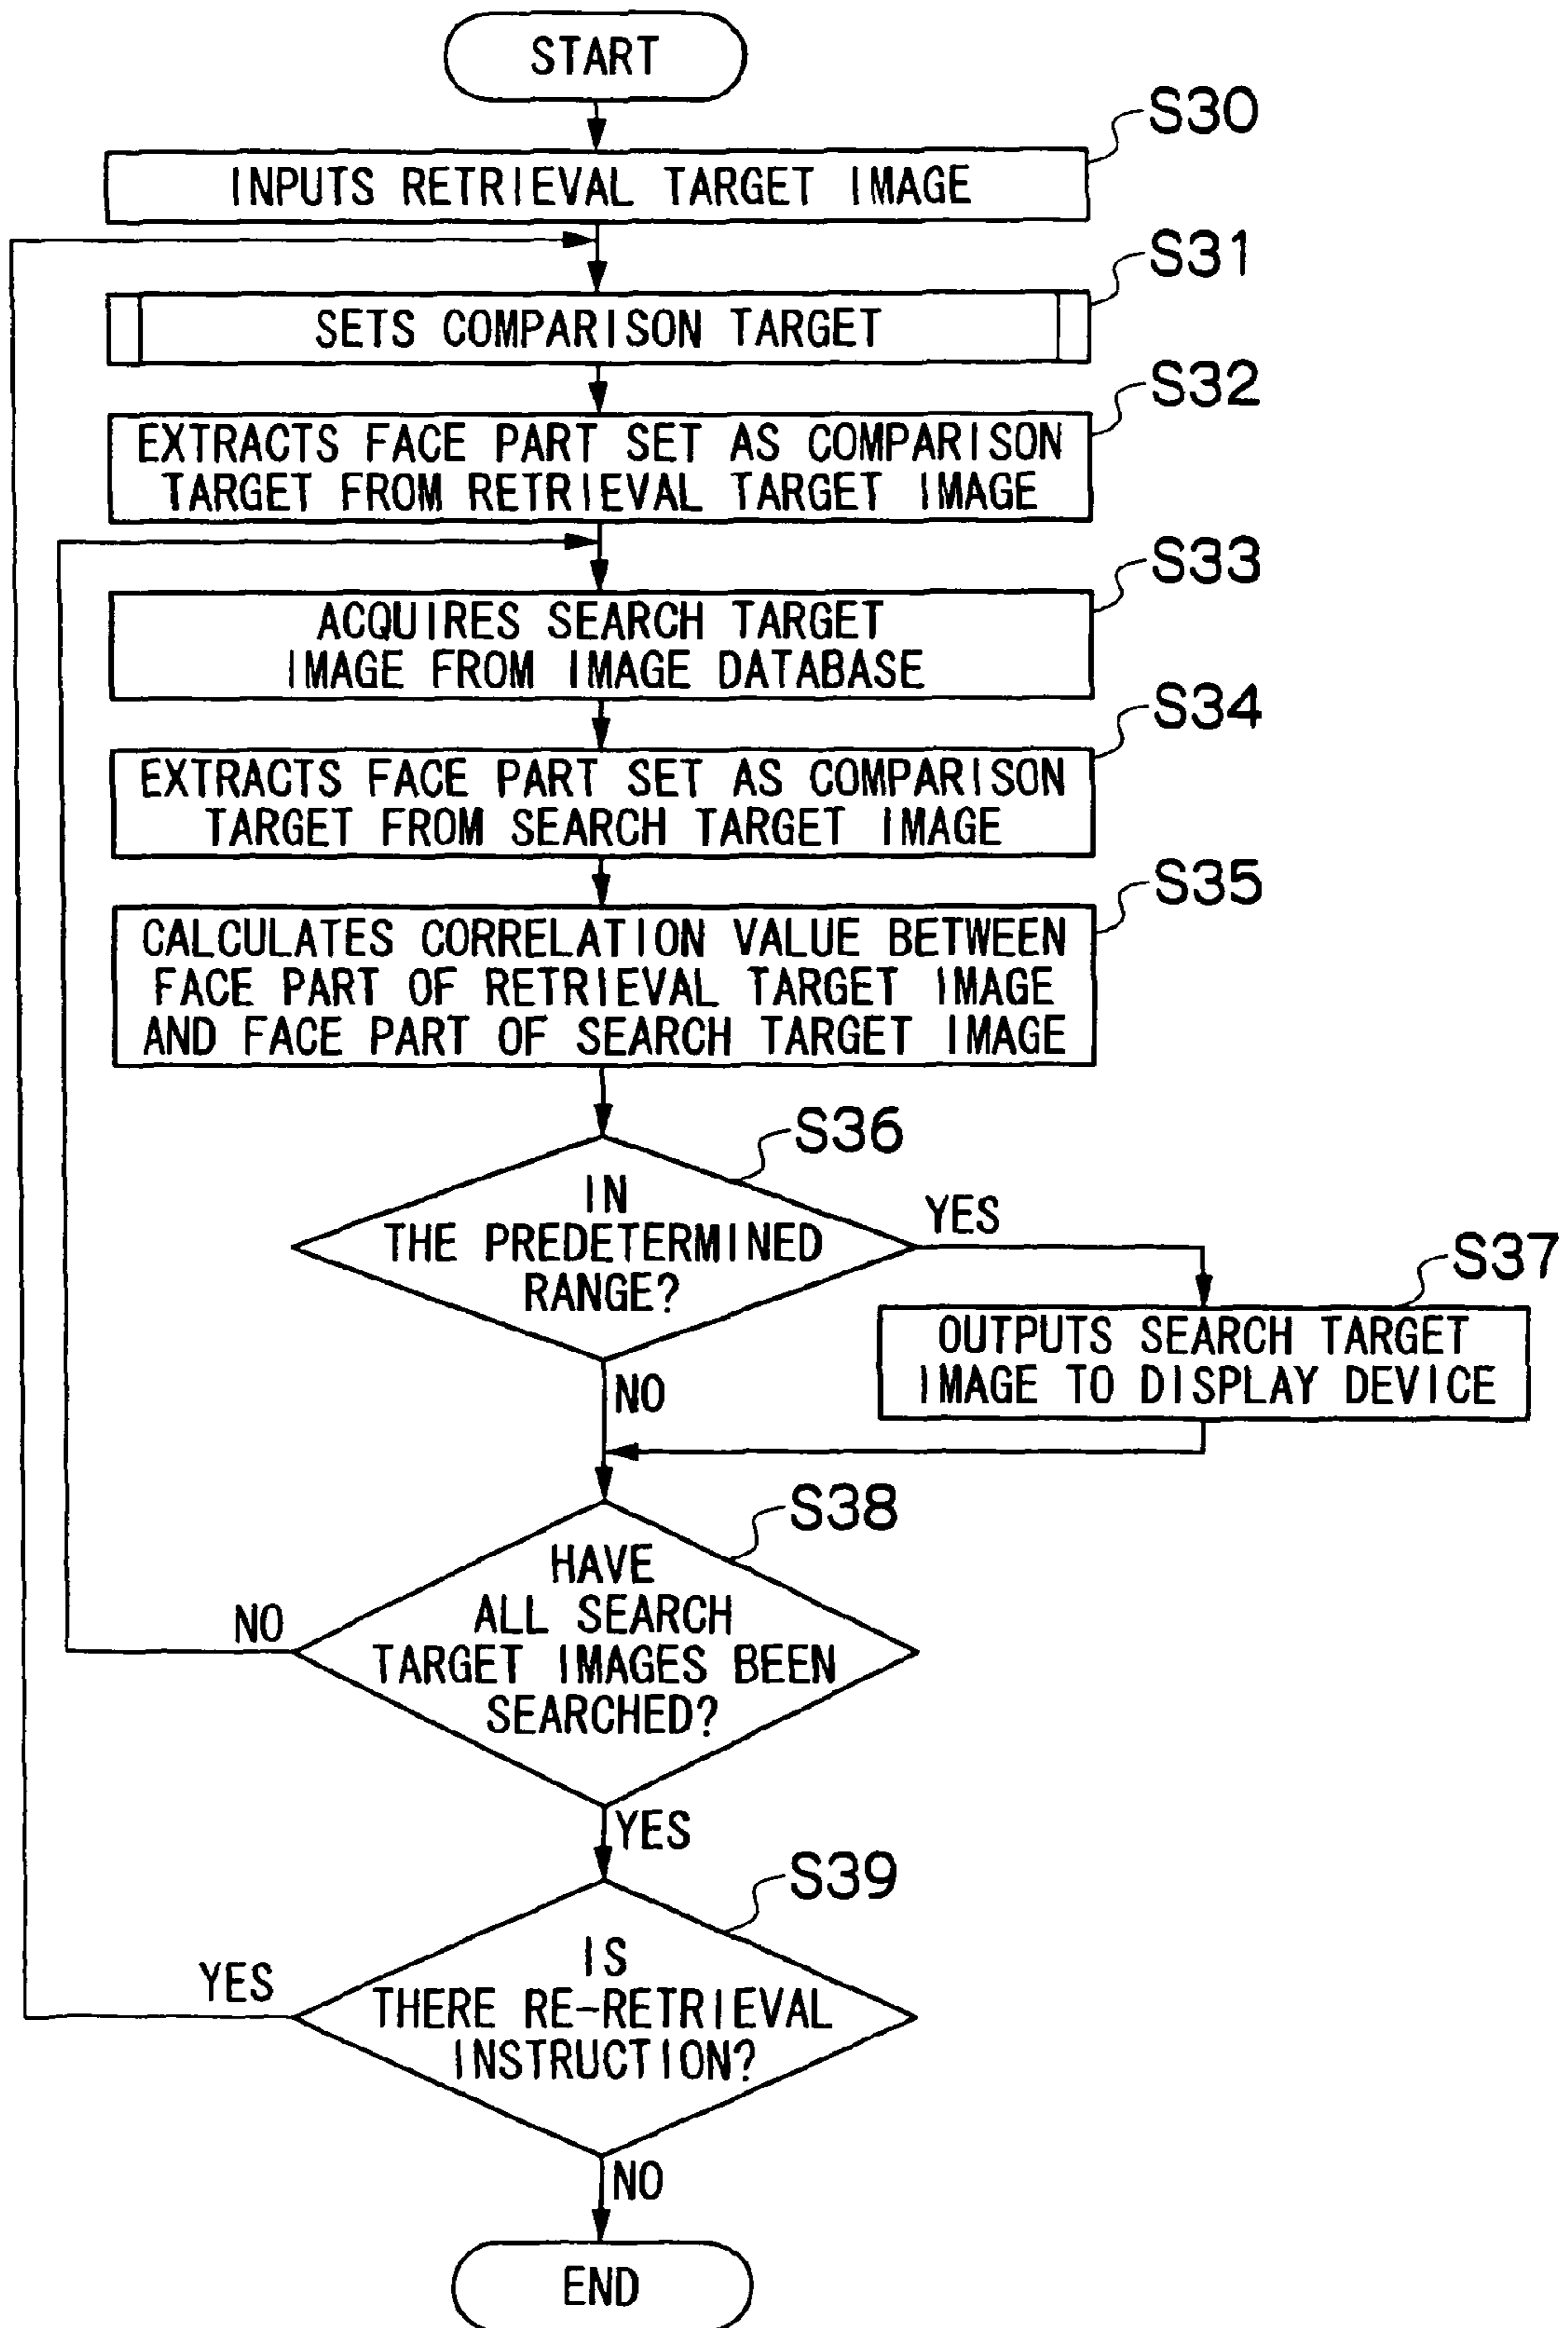 START
S30
INPUTS RETRIEVAL TARGET IMAGE
S31
SETS COMPARISON TARGET
S32
EXTRACTS FACE PART SET AS COMPARISON
TARGET FROM RETRIEVAL TARGET IMAGE
S33
ACQUIRES SEARCH TARGET
IMAGE FROM IMAGE DATABASE
S34
EXTRACTS FACE PART SET AS COMPARISON
TARGET FROM SEARCH TARGET IMAGE
S35
CALCULATES CORRELATION VALUE BETWEEN
FACE PART OF RETRIEVAL TARGET IMAGE
AND FACE PART OF SEARCH TARGET IMAGE
S36
IN
THE PREDETERMINED
RANGE?
YES
S37
OUTPUTS SEARCH TARGET
IMAGE TO DISPLAY DEVICE
NO
S38
HAVE
ALL SEARCH
TARGET IMAGES BEEN
SEARCHED?
NO
YES
S39
IS
THERE RE-RETRIEVAL
INSTRUCTION?
YES
NO
END